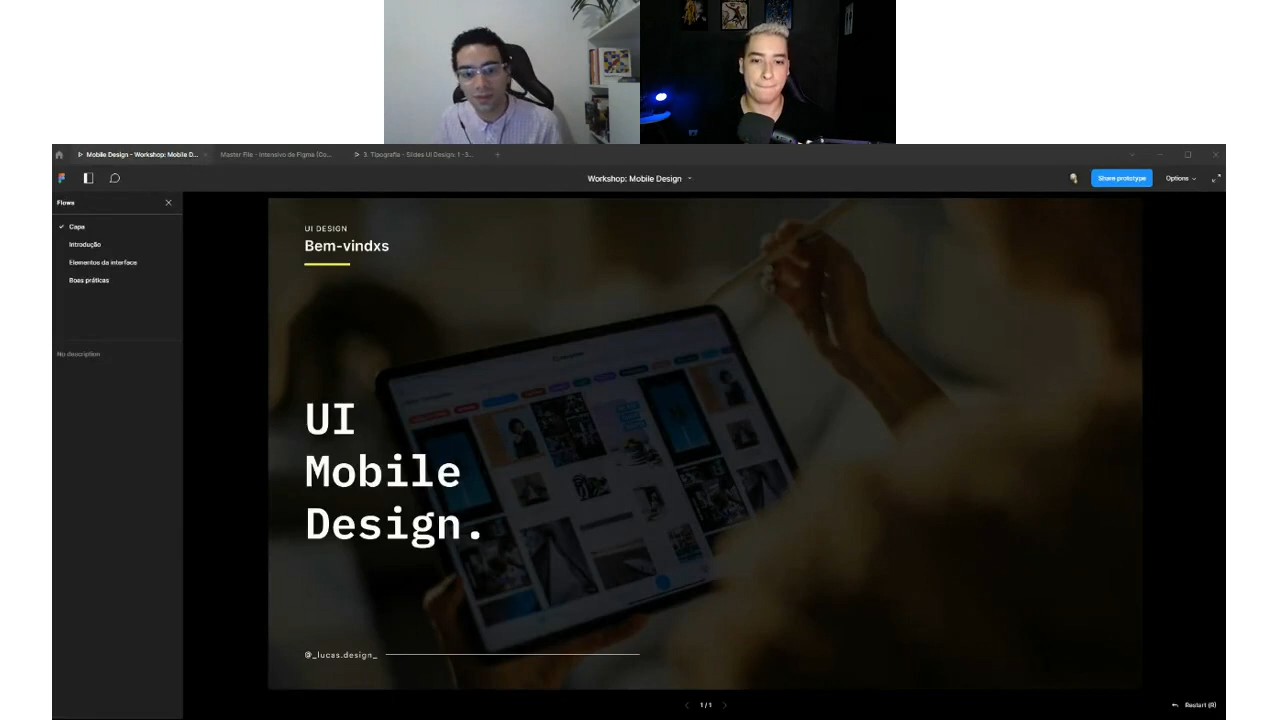 Mobile Design - Workshop: Mobile D...
Master File - Intensivo de Figma (Co...
3. Tipografia - Slides UI Design: 1 -3...
Workshop: Mobile Design
Share prototype
Options
Flows
Capa
Introdução
Elementos da interface
Boas práticas
No description
UI DESIGN
Bem-vindxs
UI
Mobile
Design.
@_lucas.design_
1 / 1
Restart (R)